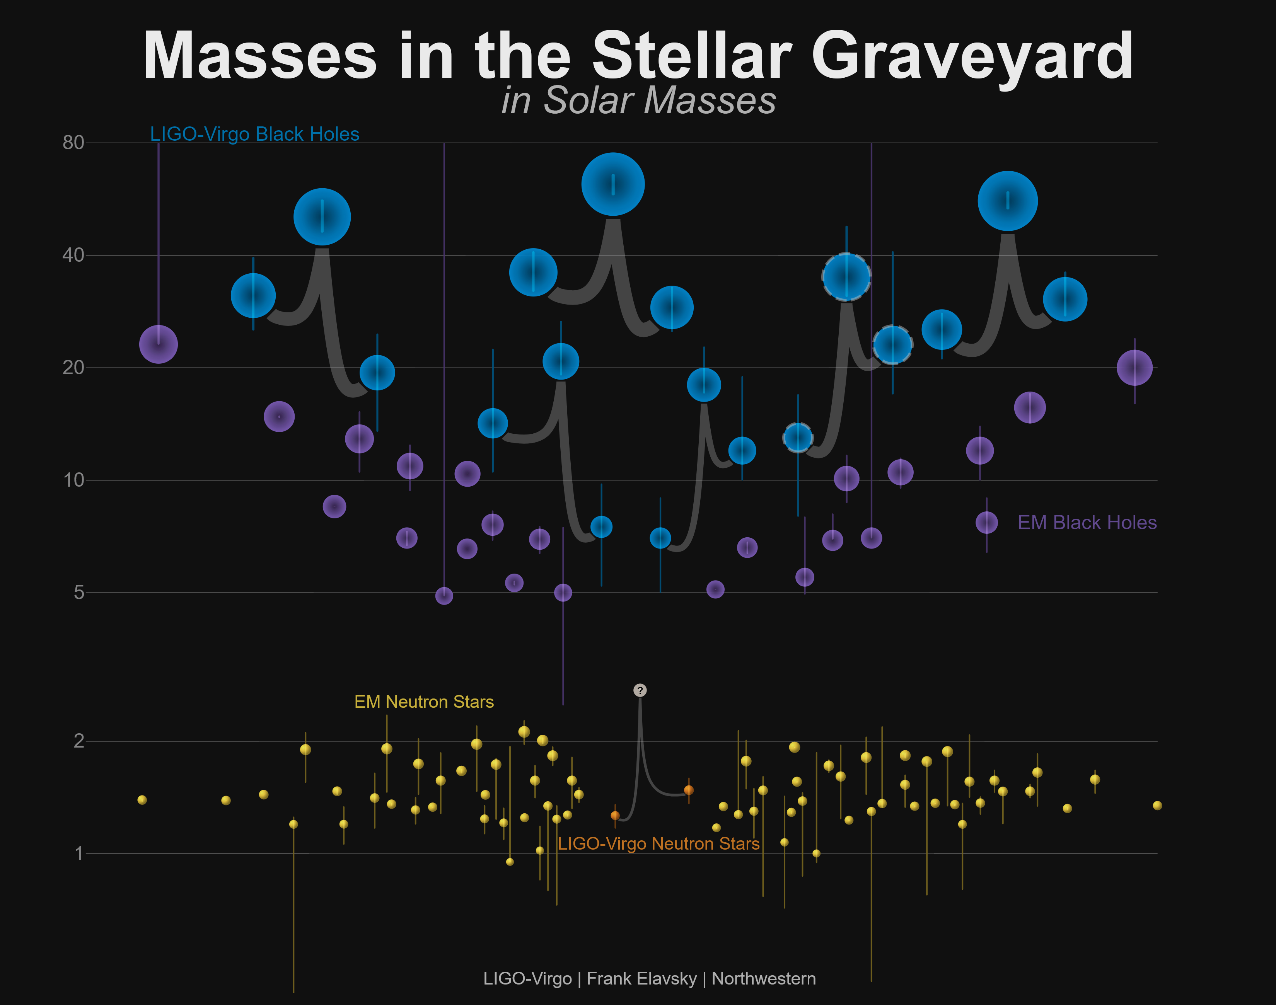 Masses in the Stellar Graveyard
in Solar Masses
LIGO-Virgo Black Holes
80
40
20
10
EM Black Holes
5
?
EM Neutron Stars
2
LIGO-Virgo Neutron Stars
1
LIGO-Virgo | Frank Elavsky | Northwestern